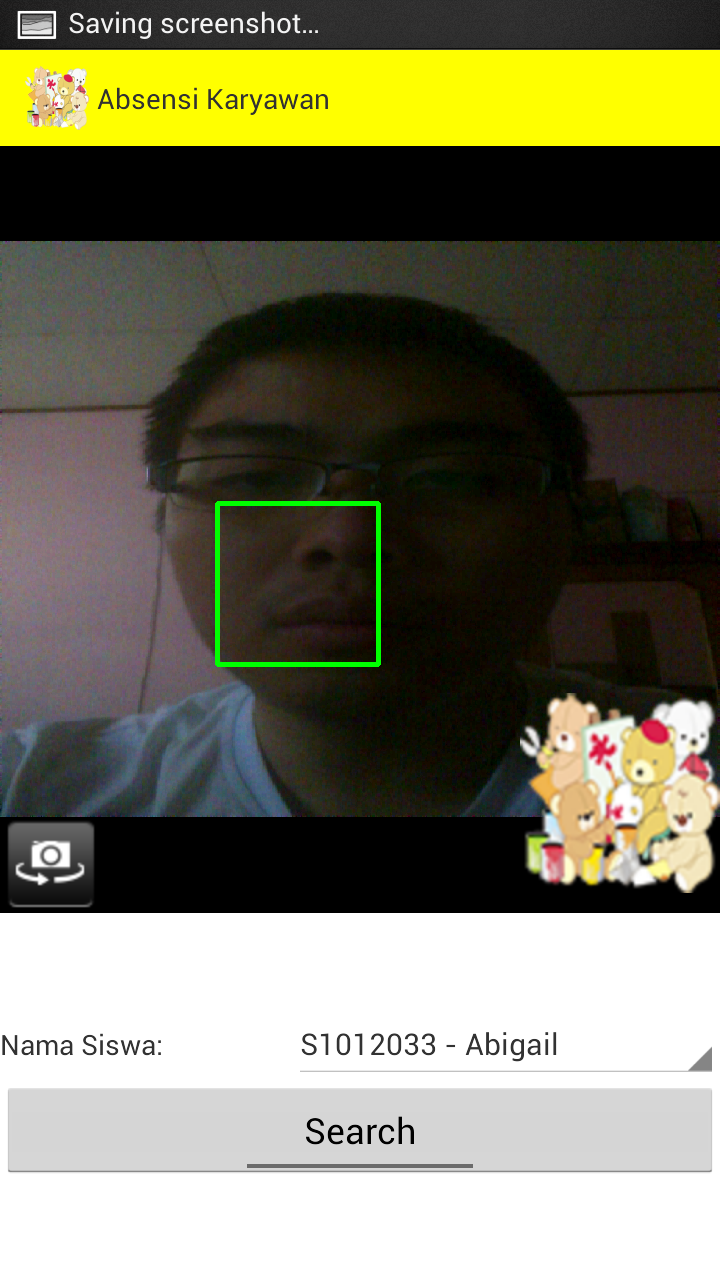 Saving screenshot...
Absensi Karyawan
Nama Siswa:
S1012033 - Abigail
Search